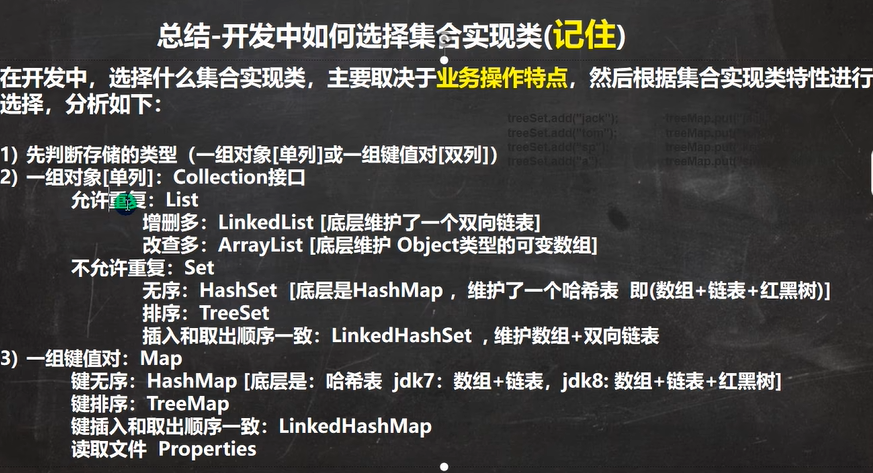 总结-开发中如何选择集合实现类(记住)
在开发中，选择什么集合实现类，主要取决于业务操作特点，然后根据集合实现类特性进行
选择，分析如下：
treeSet.add("jack"); treeMap.put("
treeSet.add("tom"); treeMap.put("
treeSet.add("sp"); treeMap.put("
treeSet.add("a"); treeMap.put("
1) 先判断存储的类型（一组对象[单列]或一组键值对[双列]）
2) 一组对象[单列]：Collection接口
允许重复：List
增删多：LinkedList [底层维护了一个双向链表]
改查多：ArrayList [底层维护 Object类型的可变数组]
不允许重复：Set
无序：HashSet [底层是HashMap ，维护了一个哈希表 即(数组+链表+红黑树)]
排序：TreeSet
插入和取出顺序一致：LinkedHashSet , 维护数组+双向链表
3) 一组键值对：Map
键无序：HashMap [底层是：哈希表 jdk7：数组+链表，jdk8: 数组+链表+红黑树]
键排序：TreeMap
键插入和取出顺序一致：LinkedHashMap
读取文件 Properties